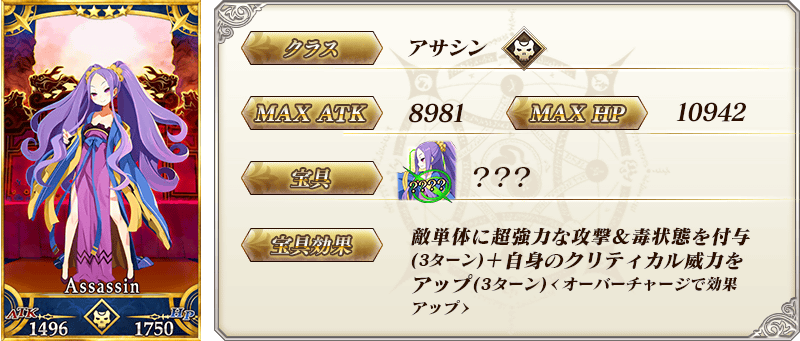 Assassin
ATK
1496
HP
1750
クラス
アサシン
MAX ATK
8981
MAX HP
10942
宝具
????
???
宝具効果
敵単体に超強力な攻撃&毒状態を付与
(3ターン)+自身のクリティカル威力を
アップ(3ターン)<オーバーチャージで効果
アップ>